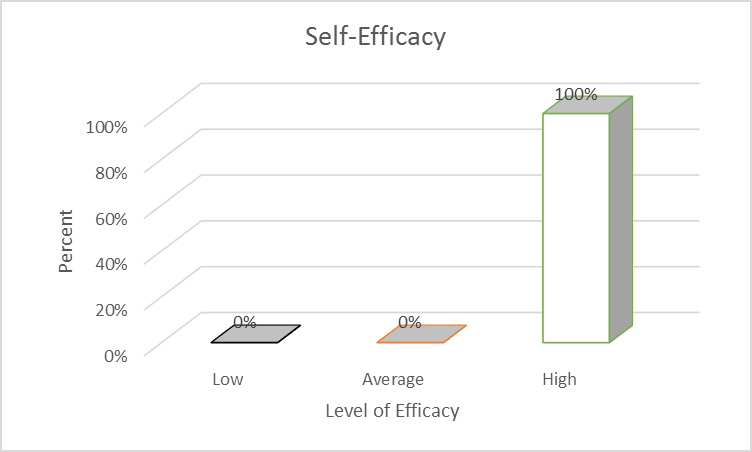 Self-Efficacy
100%
100%
80%
60%
40%
20%
0%
Percent
0%
0%
Low
Average
High
Level of Efficacy